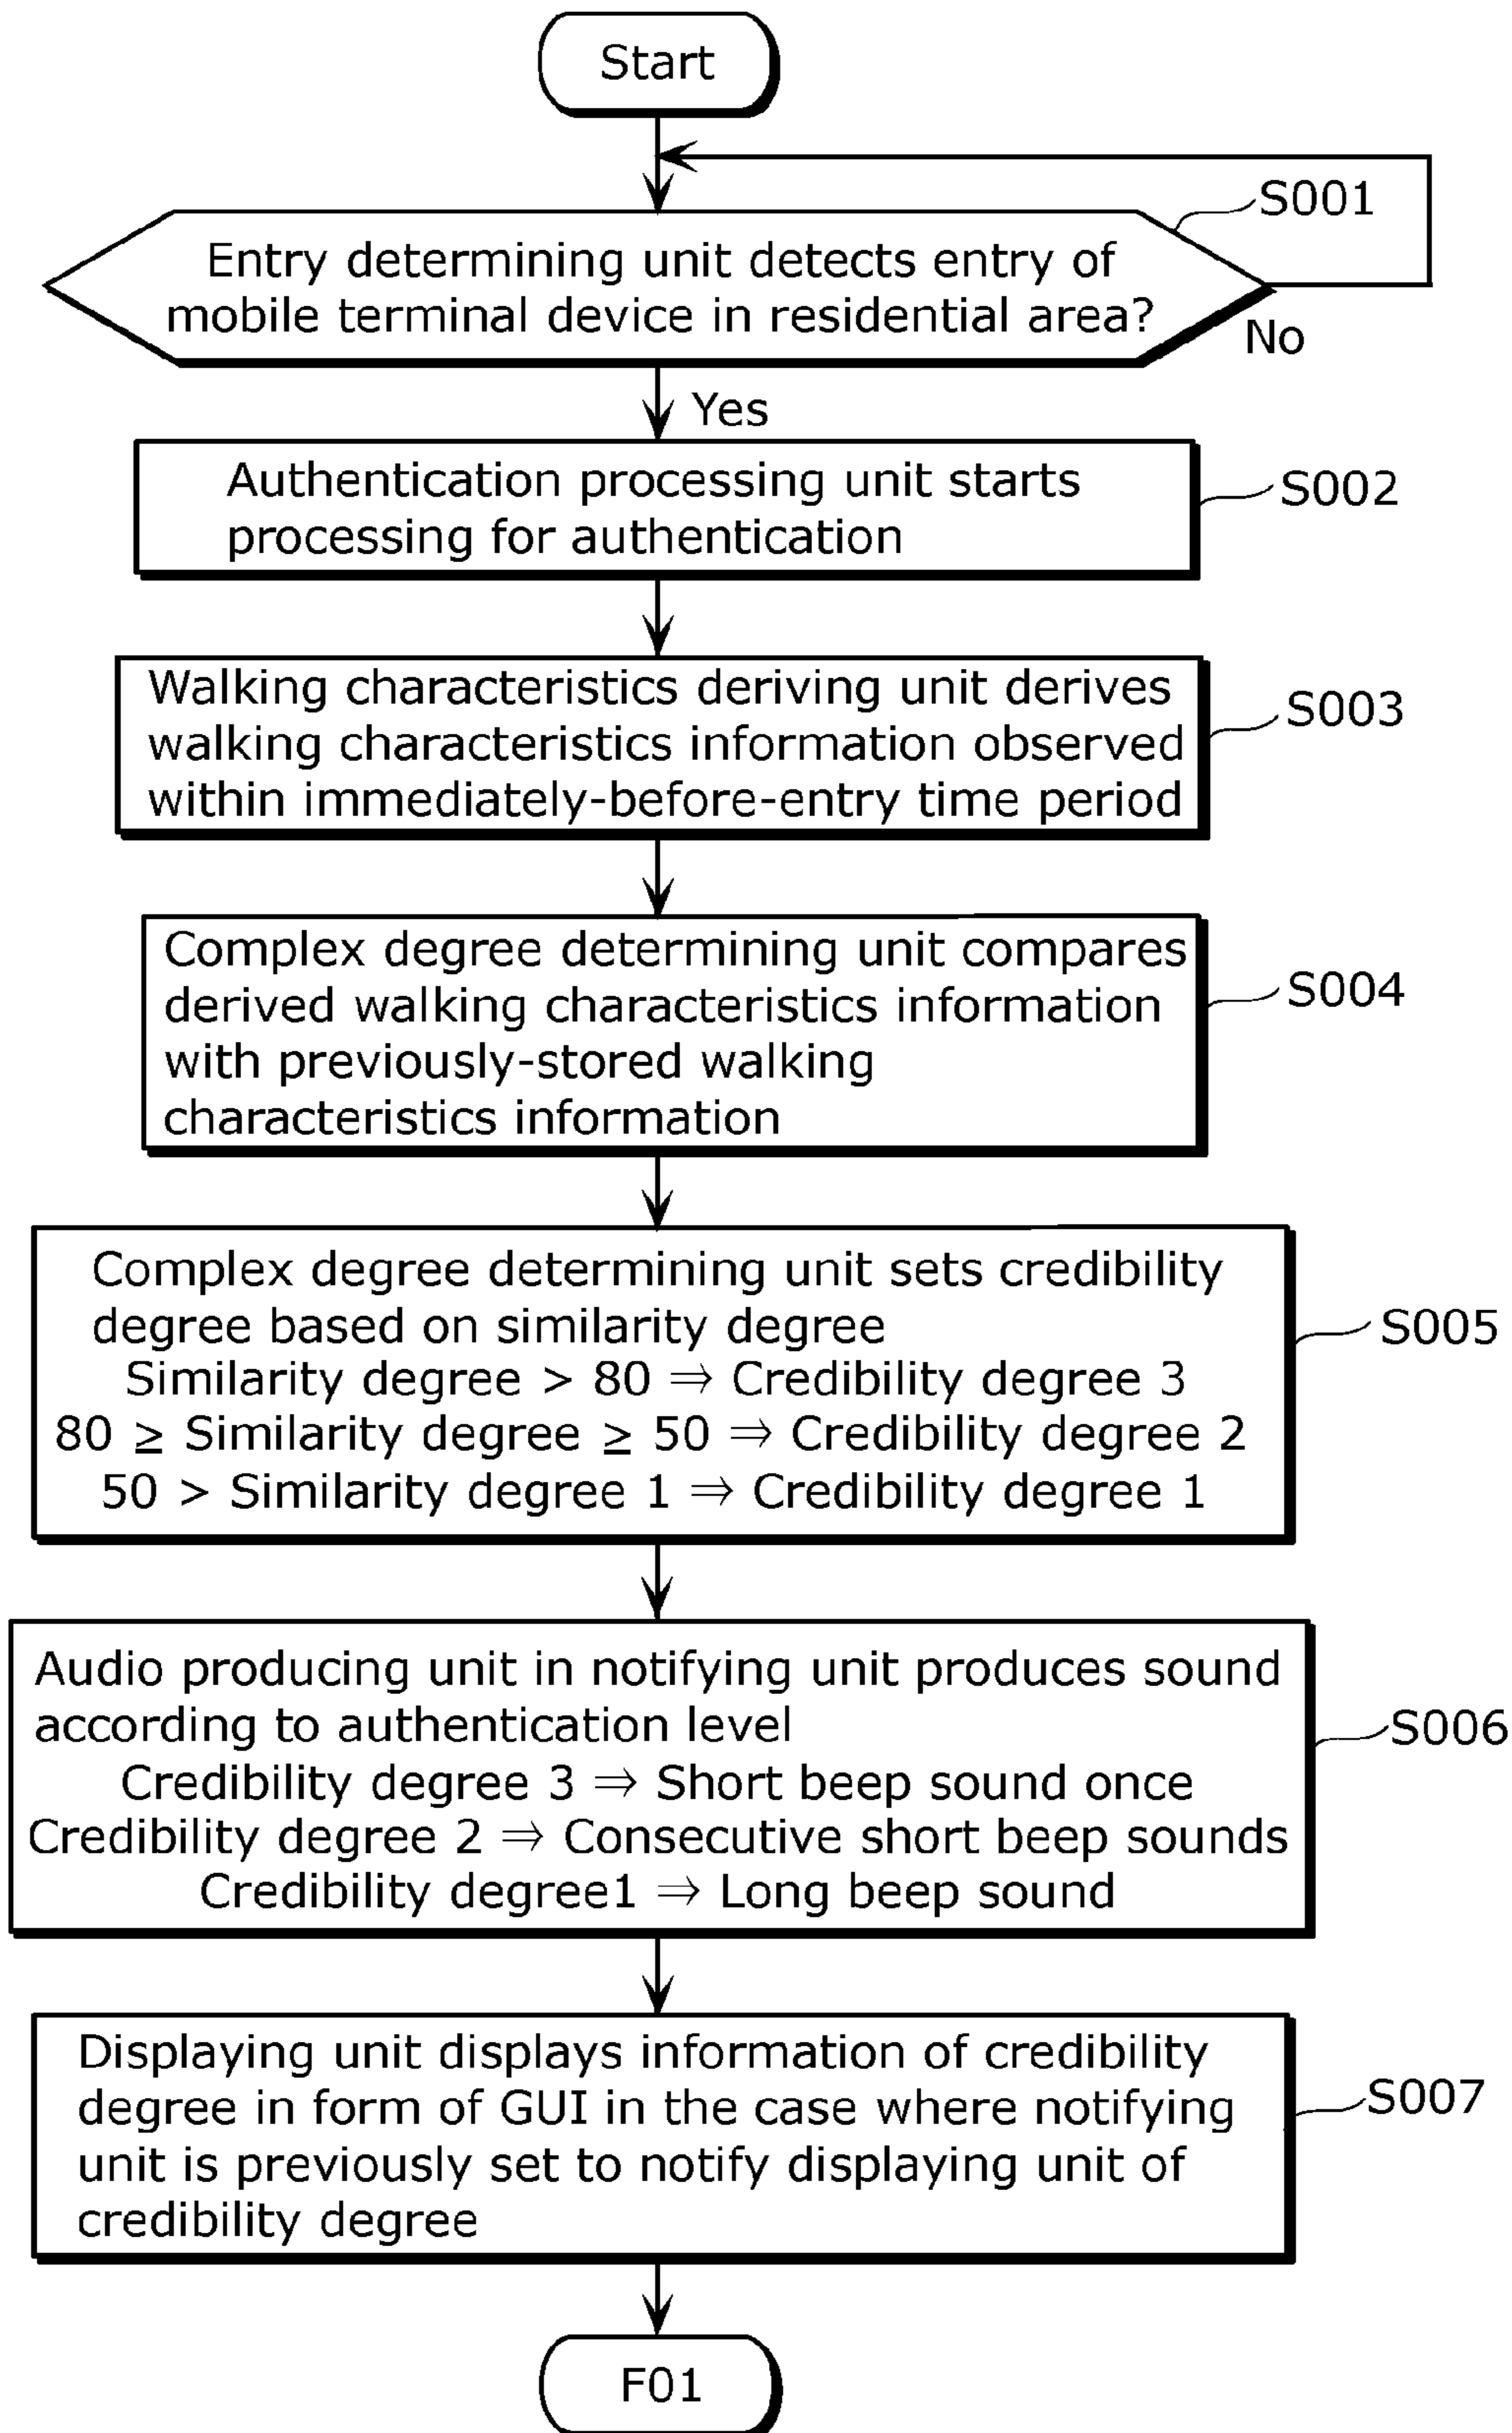 Start
S001
Entry determining unit detects entry of
mobile terminal device in residential area?
No
Yes
Authentication processing unit starts
processing for authentication
S002
Walking characteristics deriving unit derives
walking characteristics information observed
within immediately-before-entry time period
S003
Complex degree determining unit compares
derived walking characteristics information
with previously-stored walking
characteristics information
S004
Complex degree determining unit sets credibility
degree based on similarity degree
Similarity degree > 80 ⇒ Credibility degree 3
80 ≥ Similarity degree ≥ 50 ⇒ Credibility degree 2
50 > Similarity degree 1 ⇒ Credibility degree 1
S005
Audio producing unit in notifying unit produces sound
according to authentication level
Credibility degree 3 ⇒ Short beep sound once
Credibility degree 2 ⇒ Consecutive short beep sounds
Credibility degree1 ⇒ Long beep sound
S006
Displaying unit displays information of credibility
degree in form of GUI in the case where notifying
unit is previously set to notify displaying unit of
credibility degree
S007
F01